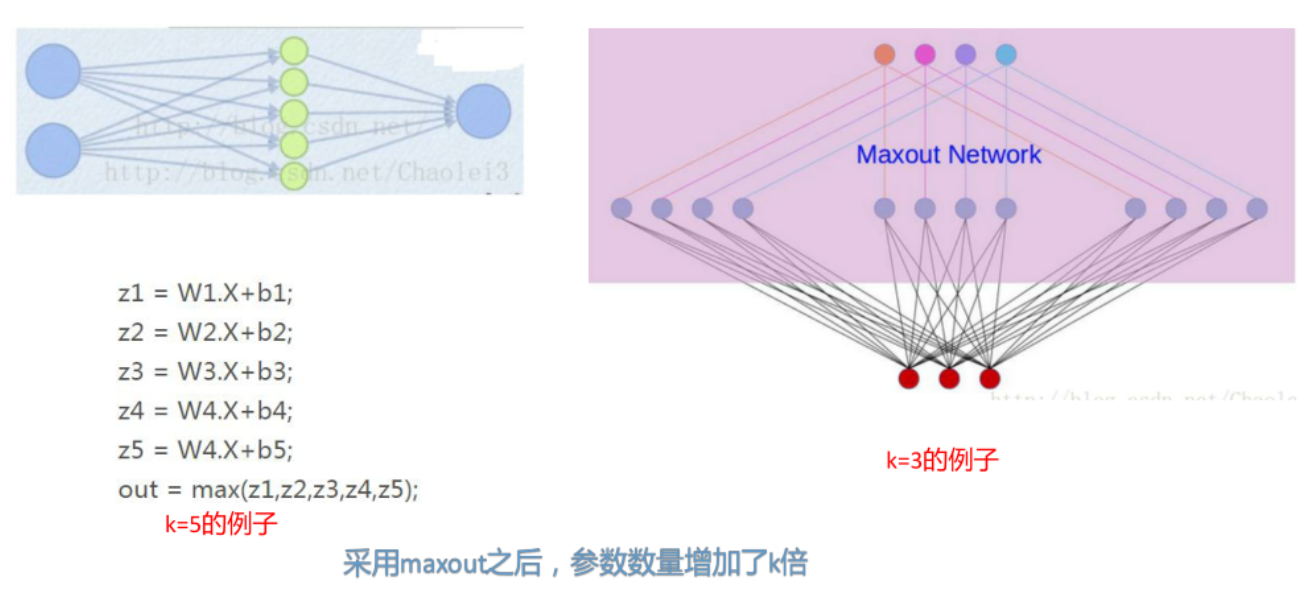 http://blog.csdn.net/
http://blog.csdn.net/Chaolei3
Maxout Network
http://blog.csdn.net/Chaole
z1 = W1.X+b1;
z2 = W2.X+b2;
z3 = W3.X+b3;
z4 = W4.X+b4;
z5 = W4.X+b5;
out = max(z1,z2,z3,z4,z5);
k=5的例子
k=3的例子
采用maxout之后，参数数量增加了k倍